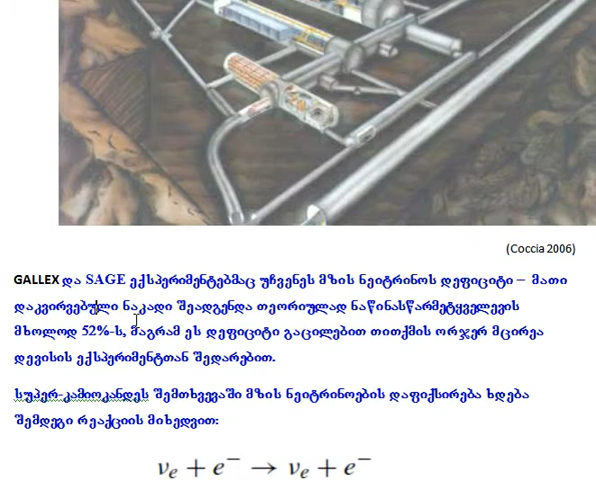 (Coccia 2006)
GALLEX და SAGE ექსპერიმენტებმაც უჩვენეს მზის ნეიტრინოს დეფიციტი – მათი
დაკვირვებული ნაკადი შეადგენდა თეორიულად ნაწინასწარმეტყველევის
მხოლოდ 52%-ს, მაგრამ ეს დეფიციტი გაცილებით თითქმის ორჯერ მცირეა
დევისის ექსპერიმენტთან შედარებით.
სუპერ-კამიოკანდეს შემთხვევაში მზის ნეიტრინოების დაფიქსირება ხდება
შემდეგი რეაქციის მიხედვით:
νₑ + e⁻ → νₑ + e⁻